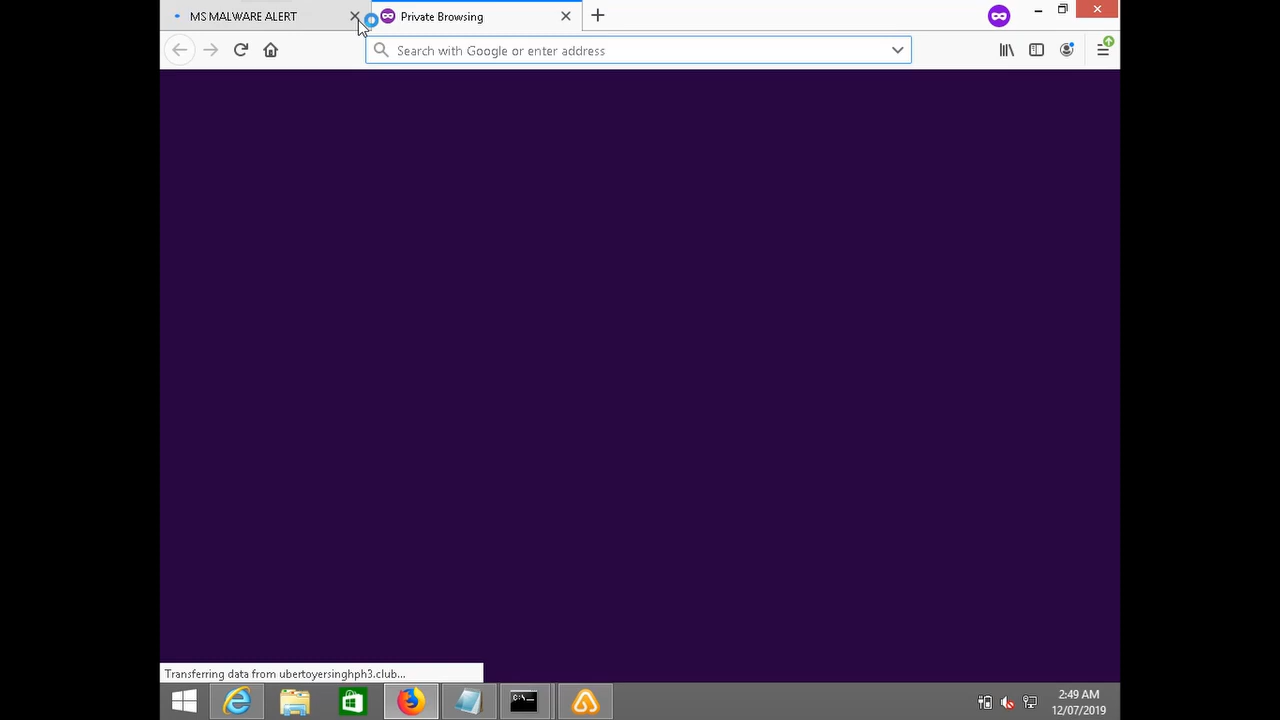 MS MALWARE ALERT
Private Browsing
Search with Google or enter address
Transferring data from ubertoyersinghph3.club...
2:49 AM
12/07/2019